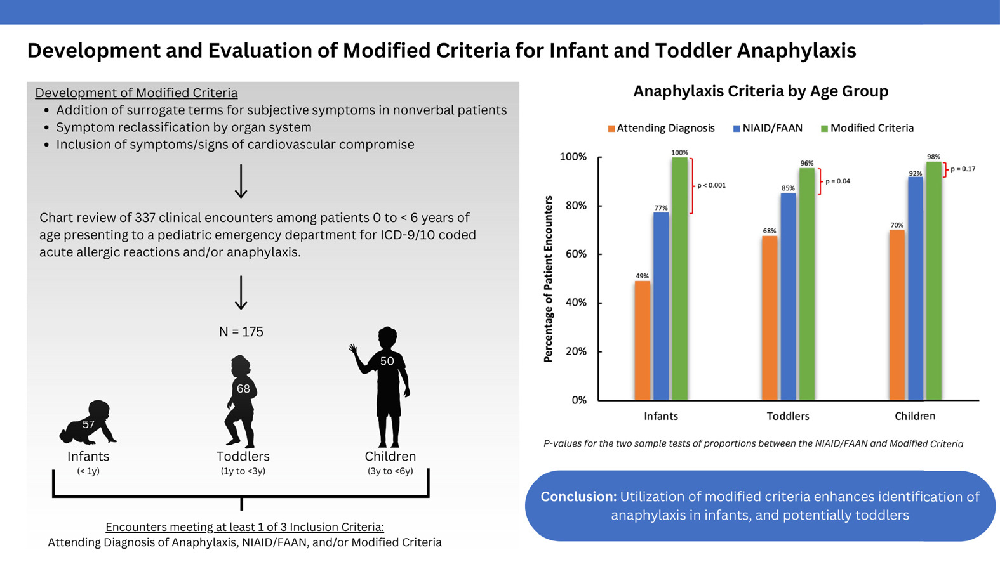 Development and Evaluation of Modified Criteria for Infant and Toddler Anaphylaxis
Development of Modified Criteria
• Addition of surrogate terms for subjective symptoms in nonverbal patients
• Symptom reclassification by organ system
• Inclusion of symptoms/signs of cardiovascular compromise
Chart review of 337 clinical encounters among patients 0 to < 6 years of
age presenting to a pediatric emergency department for ICD-9/10 coded
acute allergic reactions and/or anaphylaxis.
N = 175
57
68
50
Infants
(< 1y)
Toddlers
(1y to <3y)
Children
(3y to <6y)
Encounters meeting at least 1 of 3 Inclusion Criteria:
Attending Diagnosis of Anaphylaxis, NIAID/FAAN, and/or Modified Criteria
Anaphylaxis Criteria by Age Group
Attending Diagnosis NIAID/FAAN Modified Criteria
Percentage of Patient Encounters
100%
80%
60%
40%
20%
0%
49%
77%
100%
p < 0.001
68%
85%
96%
p = 0.04
70%
92%
98%
p = 0.17
Infants
Toddlers
Children
P-values for the two sample tests of proportions between the NIAID/FAAN and Modified Criteria
Conclusion: Utilization of modified criteria enhances identification of
anaphylaxis in infants, and potentially toddlers